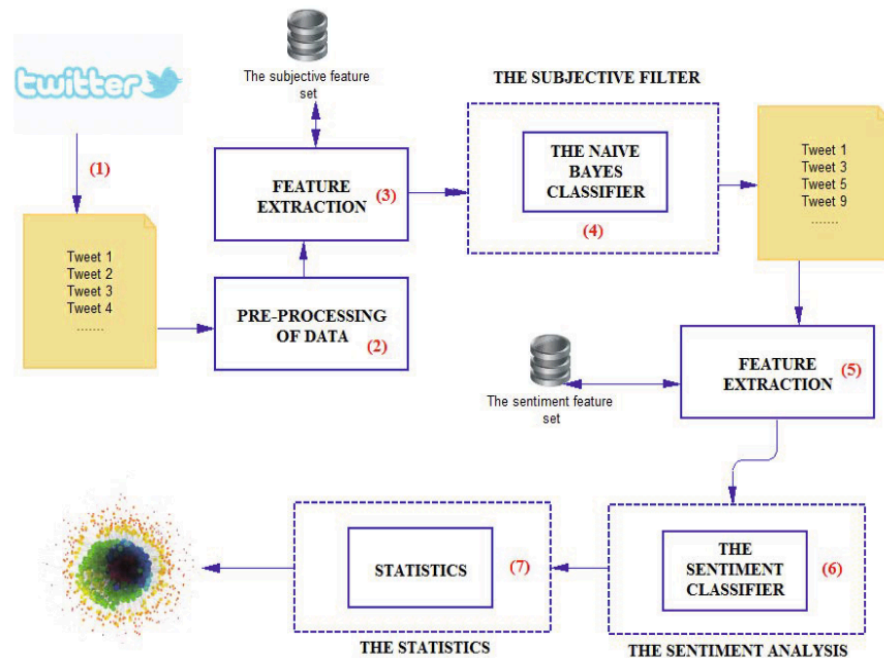 twitter
(1)
Tweet 1
Tweet 2
Tweet 3
Tweet 4
.......
PRE-PROCESSING
OF DATA
(2)
The subjective feature
set
FEATURE
EXTRACTION
(3)
THE SUBJECTIVE FILTER
THE NAIVE
BAYES
CLASSIFIER
(4)
Tweet 1
Tweet 3
Tweet 5
Tweet 9
.......
FEATURE
EXTRACTION
(5)
The sentiment feature
set
THE
SENTIMENT
CLASSIFIER
(6)
THE SENTIMENT ANALYSIS
STATISTICS
(7)
THE STATISTICS